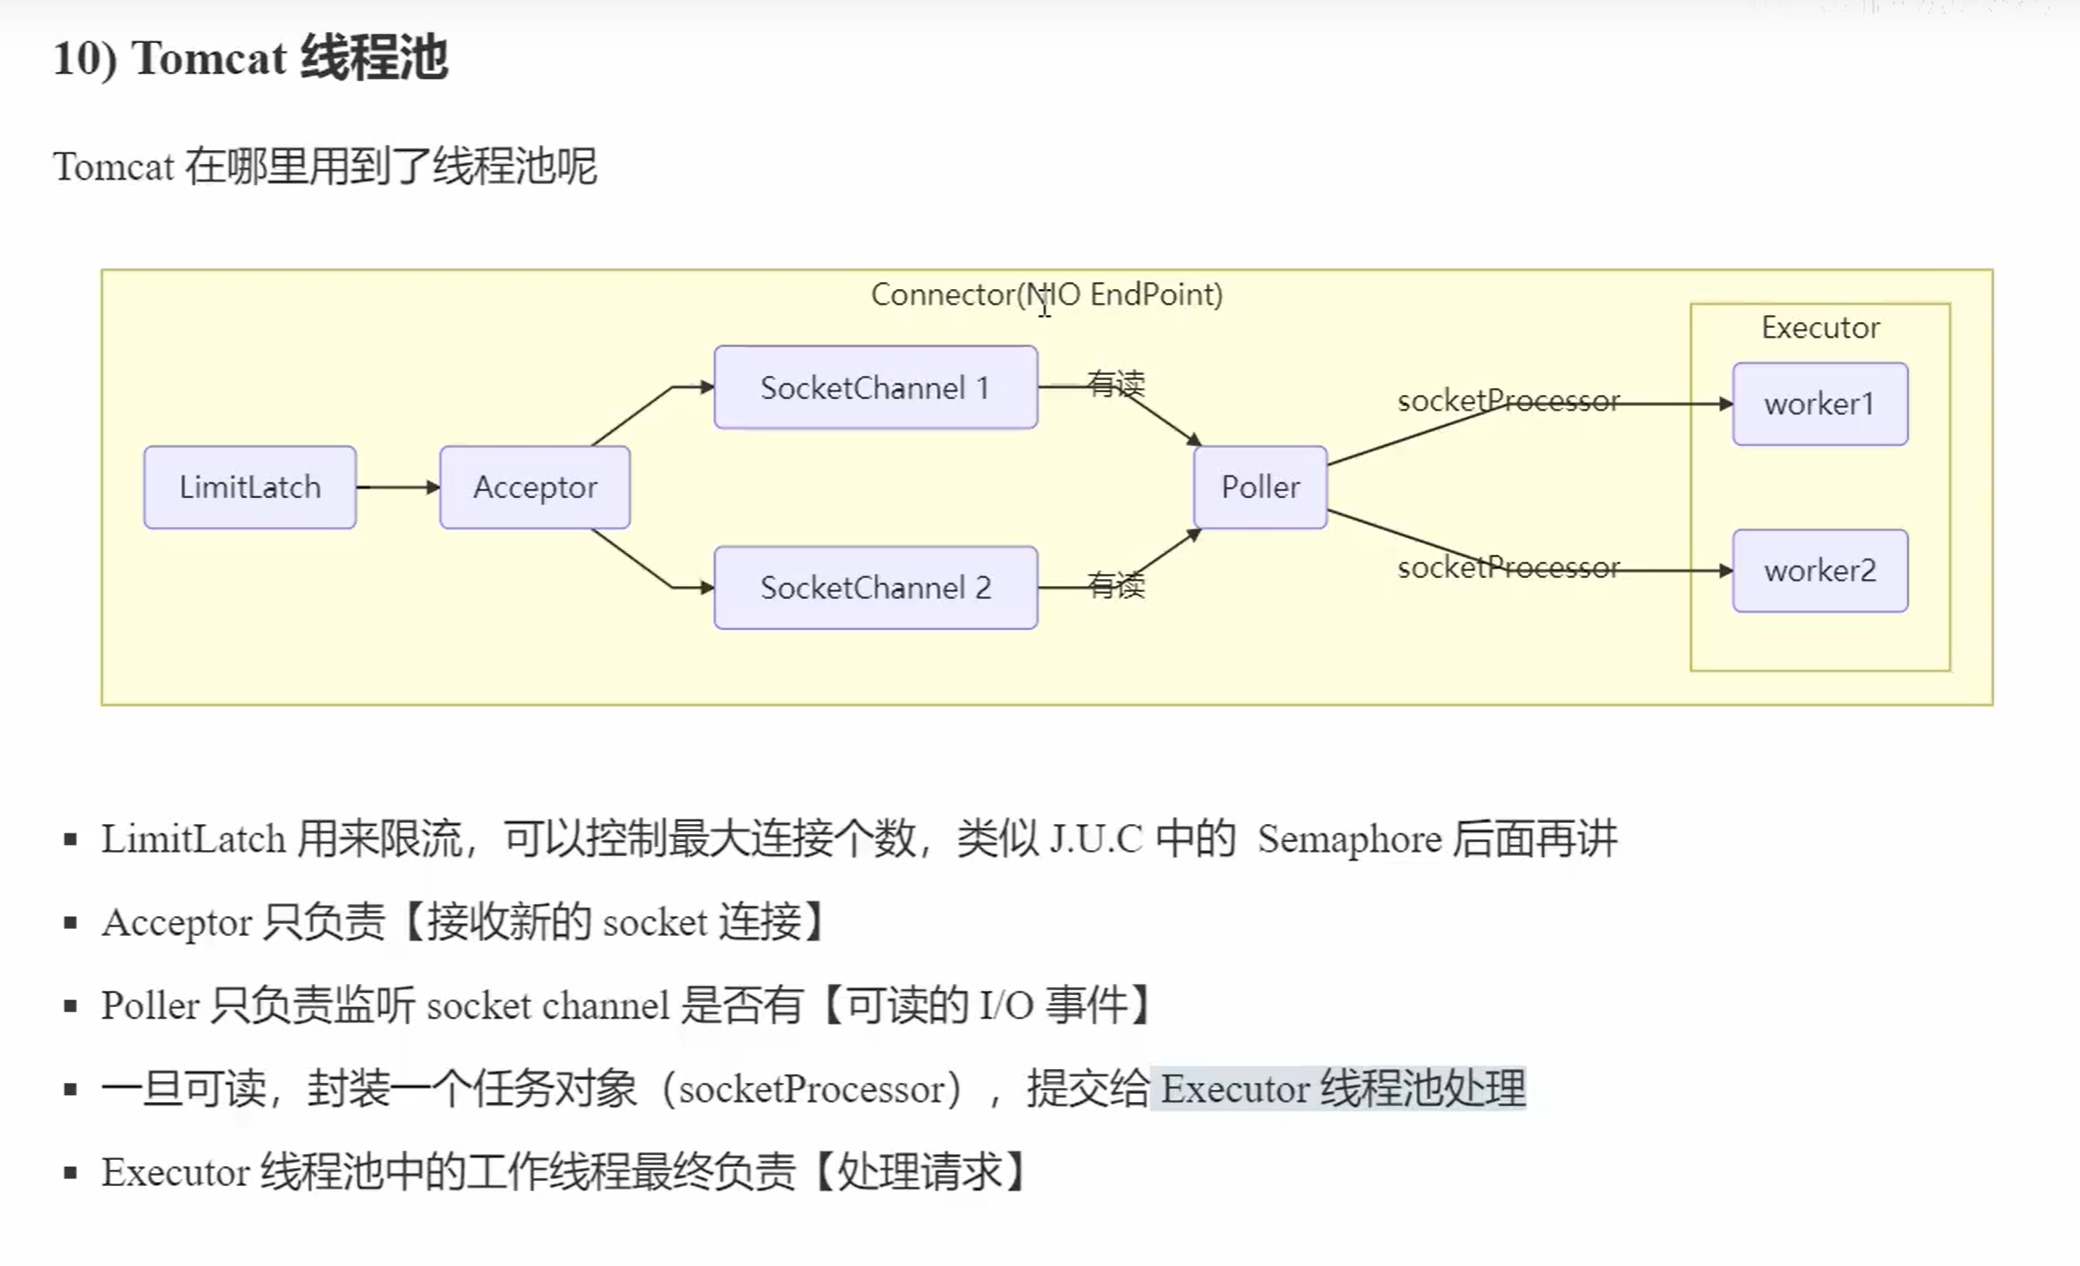 10) Tomcat 线程池
Tomcat 在哪里用到了线程池呢
Connector(NIO EndPoint)
Executor
SocketChannel 1
有读
socketProcessor
worker1
LimitLatch
Acceptor
Poller
SocketChannel 2
有读
socketProcessor
worker2
LimitLatch 用来限流，可以控制最大连接个数，类似 J.U.C 中的 Semaphore 后面再讲
Acceptor 只负责【接收新的 socket 连接】
Poller 只负责监听 socket channel 是否有【可读的 I/O 事件】
一旦可读，封装一个任务对象（socketProcessor），提交给 Executor 线程池处理
Executor 线程池中的工作线程最终负责【处理请求】